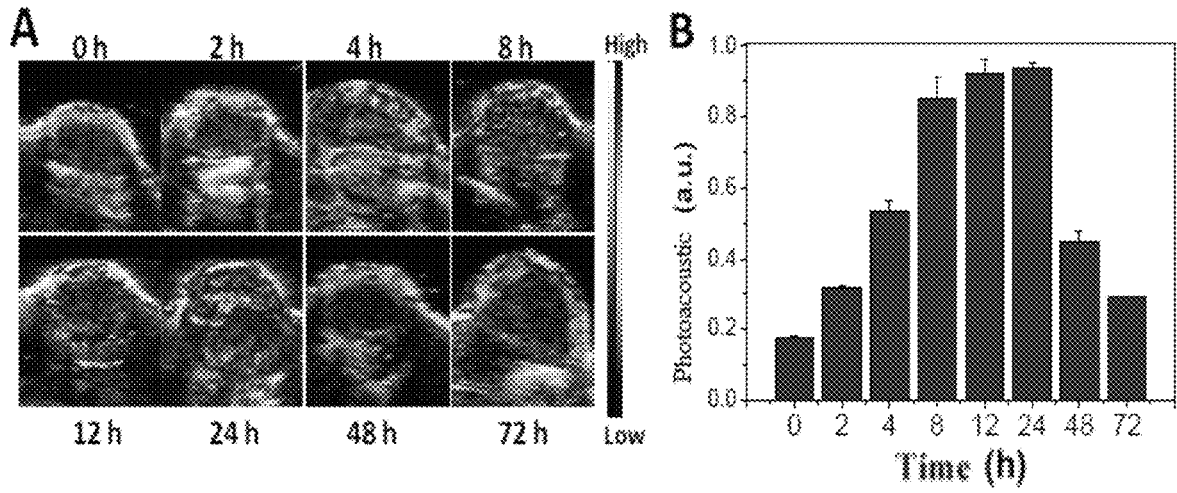 A
0 h 2 h 4 h 8 h
High
12 h 24 h 48 h 72 h
Low
B
Photoacoustic (a.u.)
1.0
0.8
0.6
0.4
0.2
0.0
0 2 4 8 12 24 48 72
Time (h)